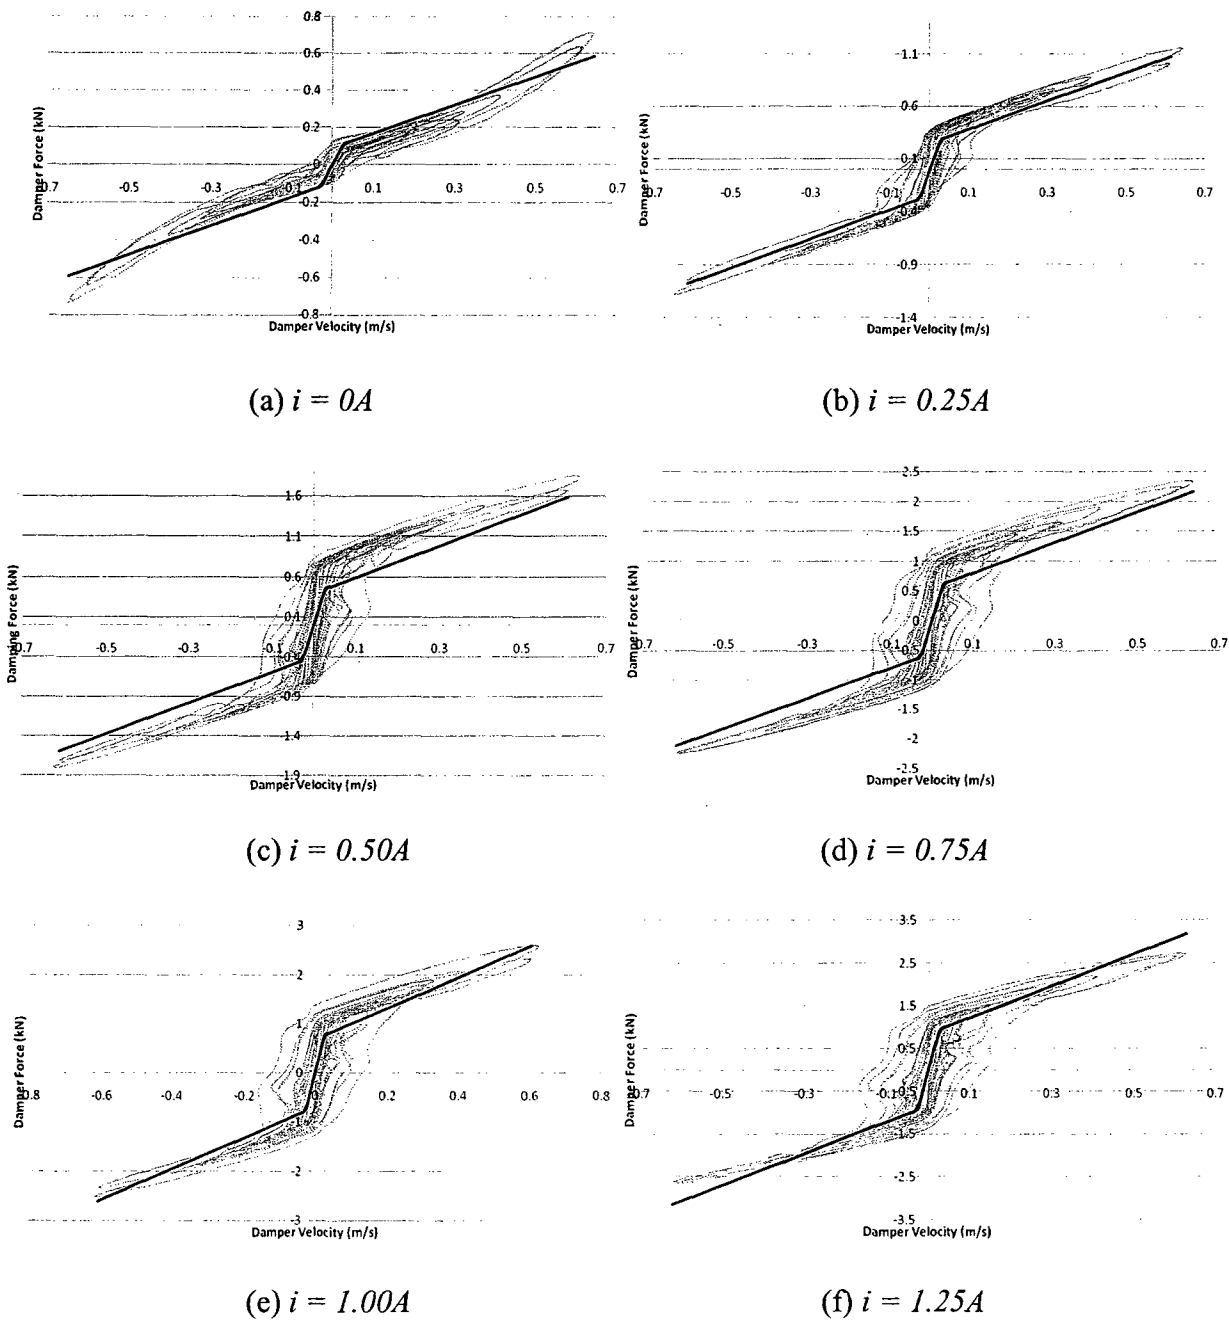 0.8
0.6
0.4
0.2
0
0.7 -0.5 -0.3 -0.1 0.1 0.3 0.5 0.7
-0.2
-0.4
-0.6
-0.8
Damper Force (kN)
Damper Velocity (m/s)
(a) i = 0A
1.1
0.6
0.1
0.7 -0.5 -0.3 -0.1 0.1 0.3 0.5 0.7
-0.4
-0.9
-1.4
Damper Force (kN)
Damper Velocity (m/s)
(b) i = 0.25A
1.6
1.1
0.6
0.1
0.7 -0.5 -0.3 -0.1 0.1 0.3 0.5 0.7
-0.9
-1.4
-1.9
Damping Force (kN)
Damper Velocity (m/s)
(c) i = 0.50A
2.5
2
1.5
1
0.5
0
0.7 -0.5 -0.3 -0.1 0.1 0.3 0.5 0.7
-0.5
-1
-1.5
-2
-2.5
Damper Force (kN)
Damper Velocity (m/s)
(d) i = 0.75A
3
2
1
0
0.8 -0.6 -0.4 -0.2 0 0.2 0.4 0.6 0.8
-1
-2
-3
Damper Force (kN)
Damper Velocity (m/s)
(e) i = 1.00A
3.5
2.5
1.5
0.5
0.7 -0.5 -0.3 -0.1 0.1 0.3 0.5 0.7
-0.5
-1.5
-2.5
-3.5
Damper Force (kN)
Damper Velocity (m/s)
(f) i = 1.25A